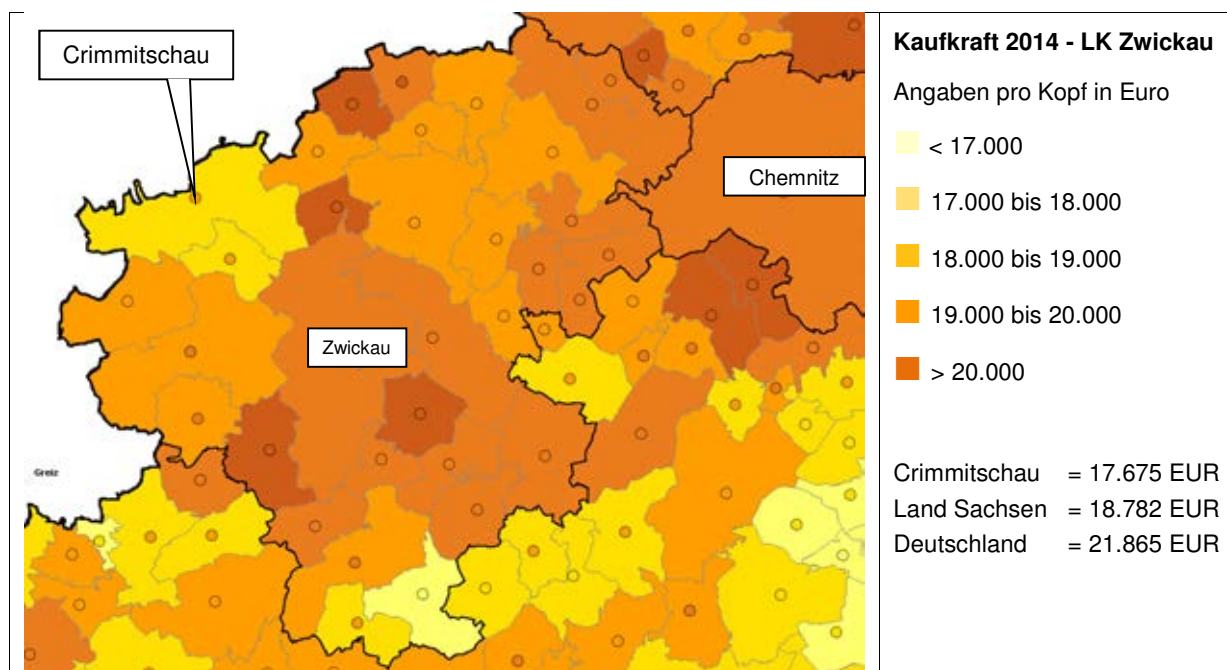 Crimmitschau
Chemnitz
Zwickau
Greiz
Kaufkraft 2014 - LK Zwickau
Angaben pro Kopf in Euro
< 17.000
17.000 bis 18.000
18.000 bis 19.000
19.000 bis 20.000
> 20.000
Crimmitschau = 17.675 EUR
Land Sachsen = 18.782 EUR
Deutschland = 21.865 EUR